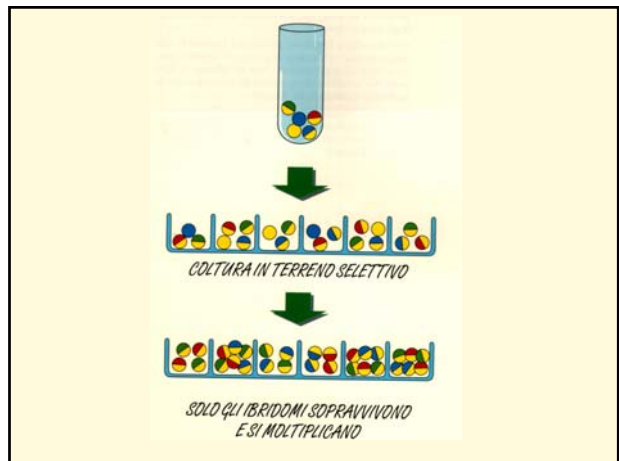 COLTURA IN TERRENO SELETTIVO
SOLO GLI IBRIDOMI SOPRAVVIVONO
E SI MOLTIPLICANO